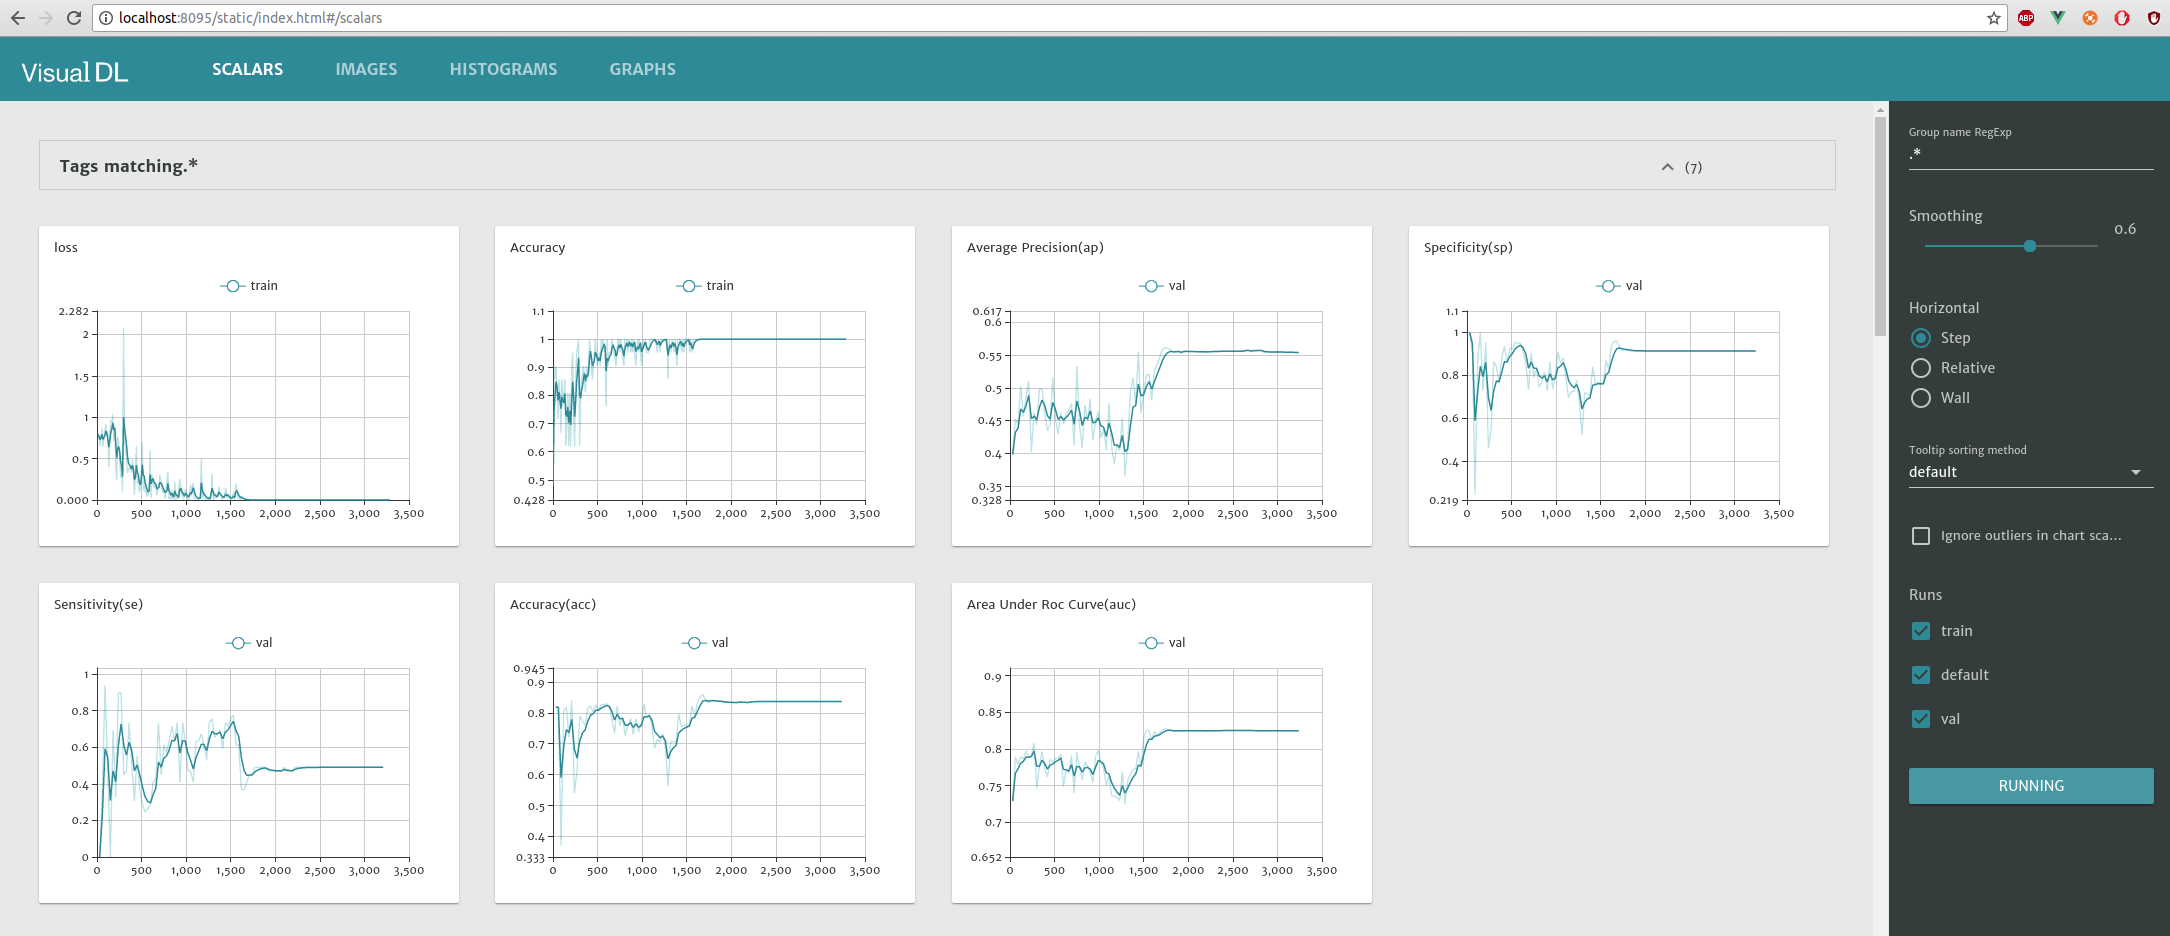 localhost:8095/static/index.html#/scalars
ABP
Visual DL
SCALARS IMAGES HISTOGRAMS GRAPHS
Tags matching.* (7)
loss
train
2.282
2
1.5
1
0.5
0.000
0 500 1,000 1,500 2,000 2,500 3,000 3,500
Accuracy
train
1.1
1
0.9
0.8
0.7
0.6
0.5
0.428
0 500 1,000 1,500 2,000 2,500 3,000 3,500
Average Precision(ap)
val
0.617
0.6
0.55
0.5
0.45
0.4
0.35
0.328
0 500 1,000 1,500 2,000 2,500 3,000 3,500
Specificity(sp)
val
1.1
1
0.8
0.6
0.4
0.219
0 500 1,000 1,500 2,000 2,500 3,000 3,500
Sensitivity(se)
val
1
0.8
0.6
0.4
0.2
0
0 500 1,000 1,500 2,000 2,500 3,000 3,500
Accuracy(acc)
val
0.945
0.9
0.8
0.7
0.6
0.5
0.4
0.333
0 500 1,000 1,500 2,000 2,500 3,000 3,500
Area Under Roc Curve(auc)
val
0.9
0.85
0.8
0.75
0.7
0.652
0 500 1,000 1,500 2,000 2,500 3,000 3,500
Group name RegExp
.*
Smoothing
0.6
Horizontal
Step
Relative
Wall
Tooltip sorting method
default
Ignore outliers in chart sca...
Runs
train
default
val
RUNNING